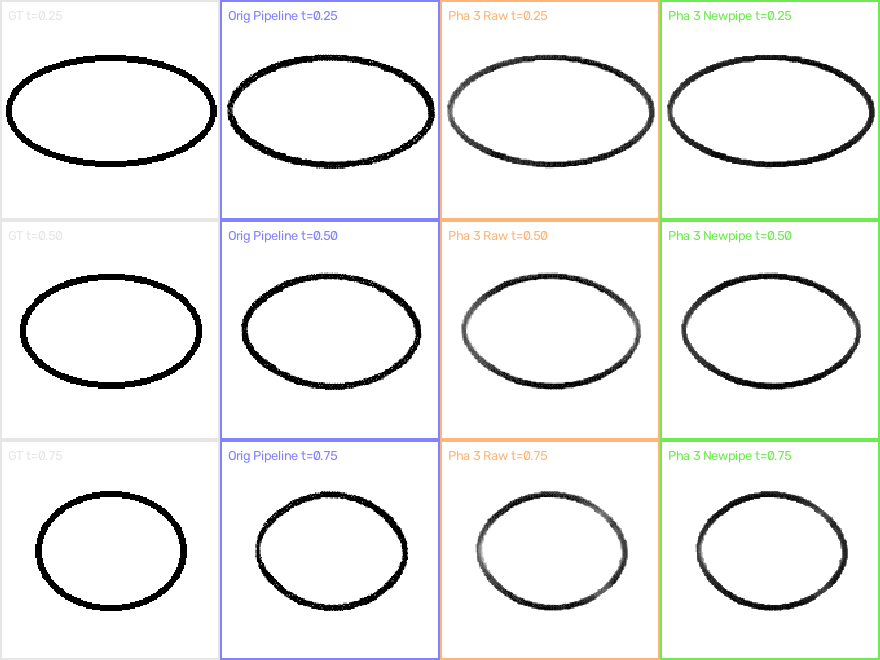 GT t=0.25
Orig Pipeline t=0.25
Pha 3 Raw t=0.25
Pha 3 Newpipe t=0.25
GT t=0.50
Orig Pipeline t=0.50
Pha 3 Raw t=0.50
Pha 3 Newpipe t=0.50
GT t=0.75
Orig Pipeline t=0.75
Pha 3 Raw t=0.75
Pha 3 Newpipe t=0.75